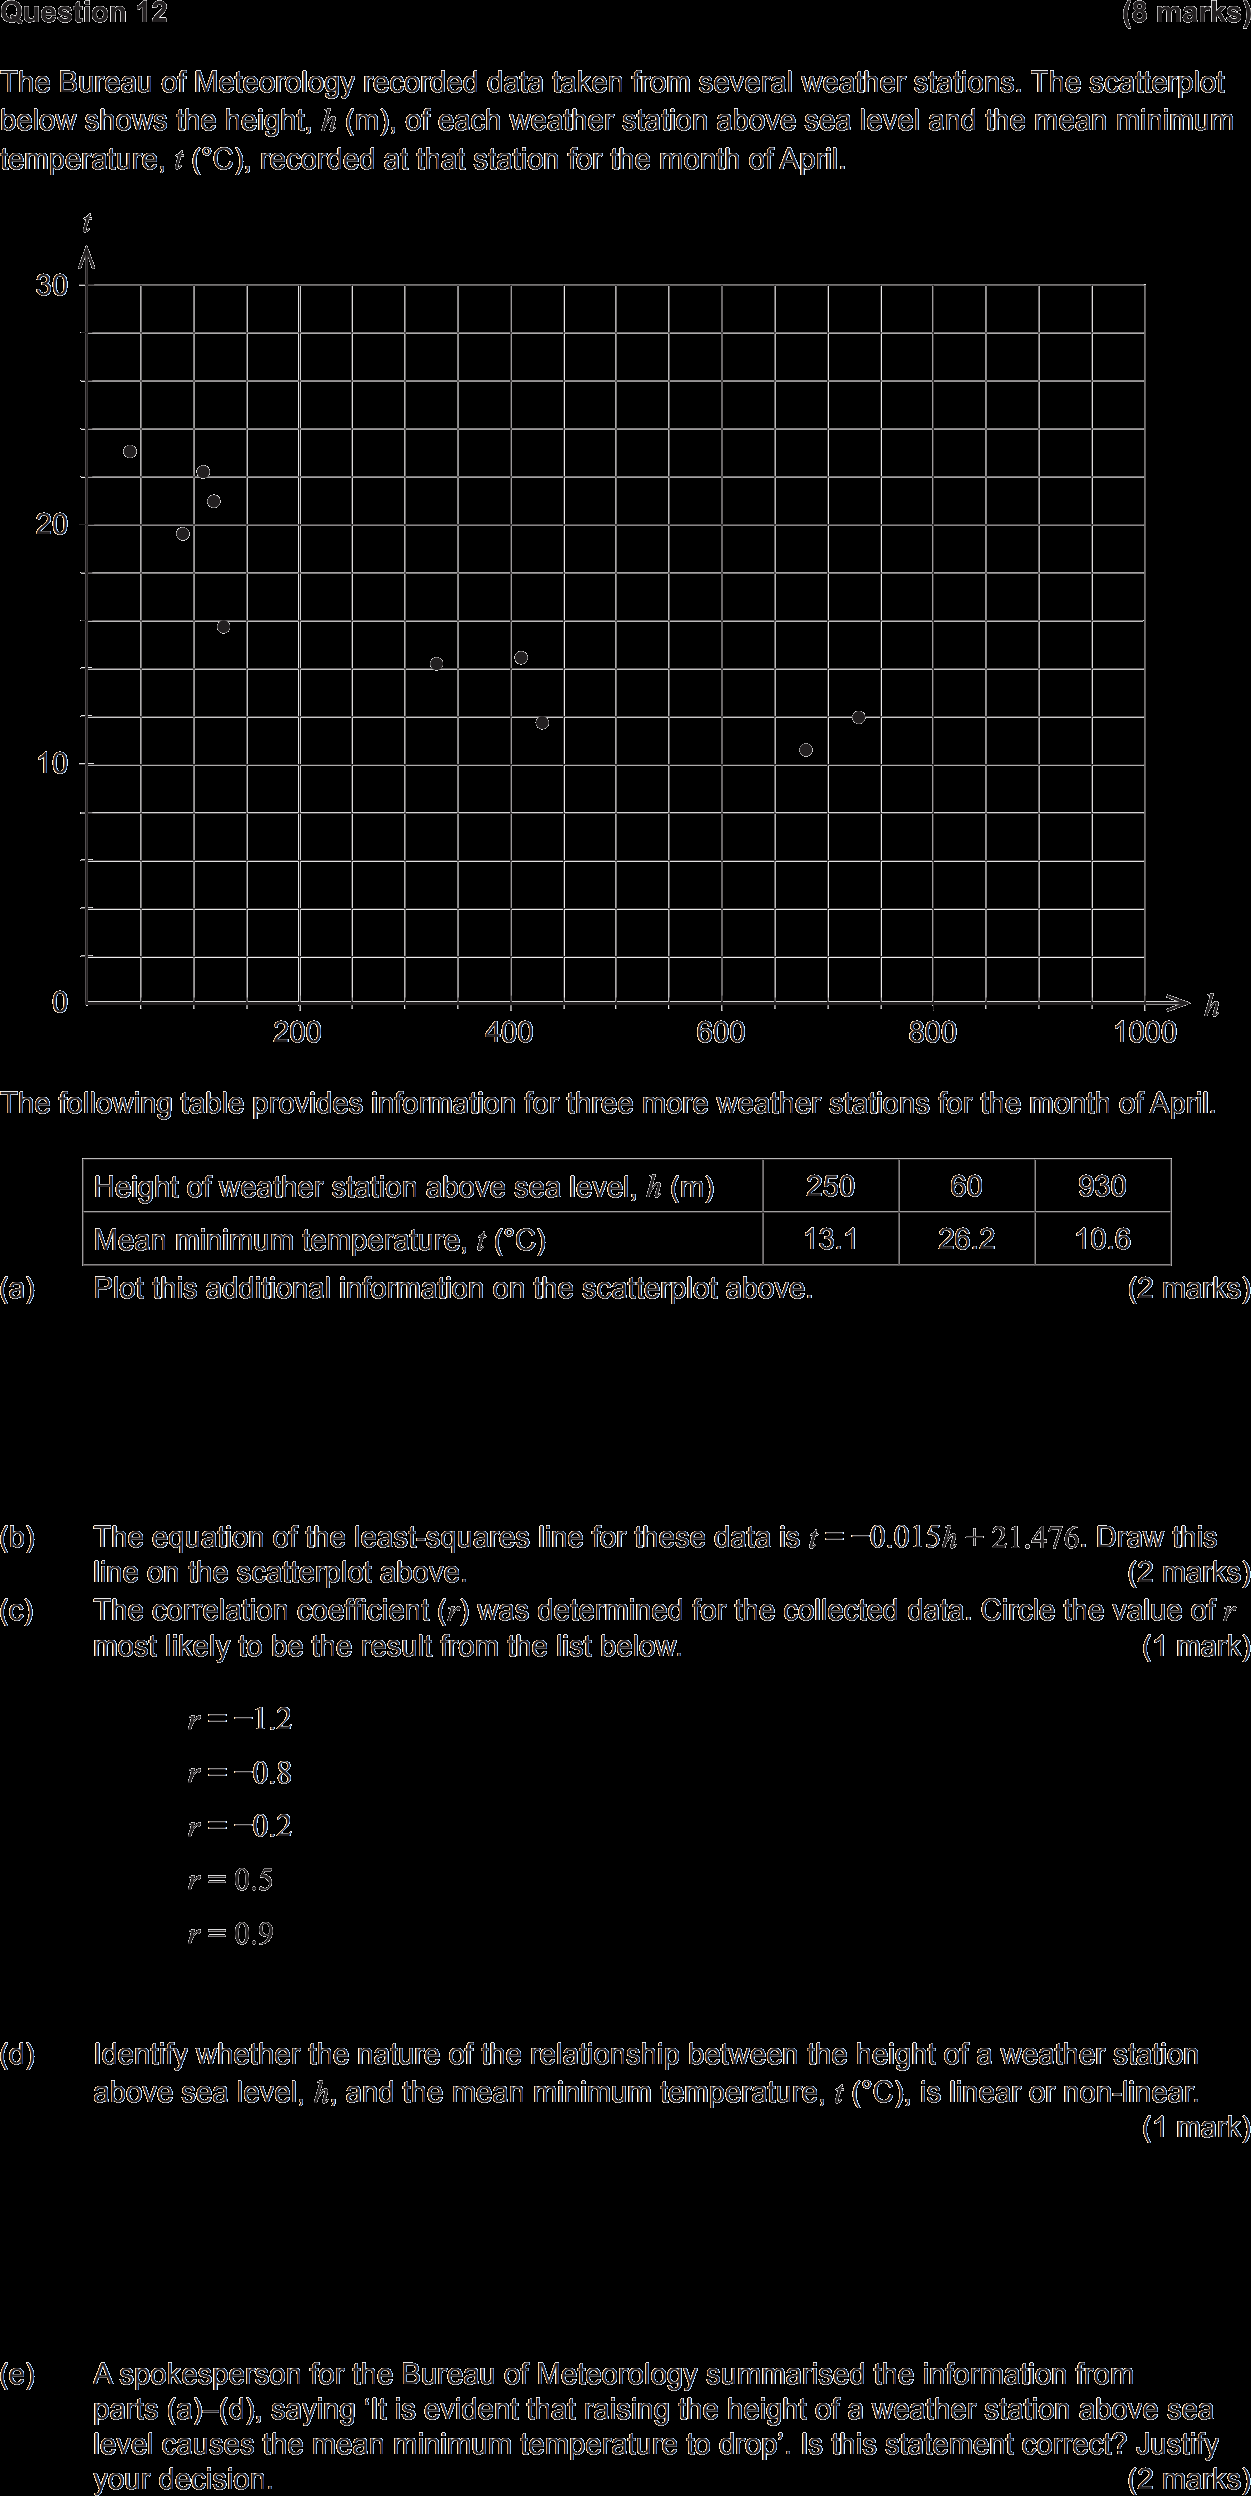 Question 12 (8 marks)
The Bureau of Meteorology recorded data taken from several weather stations. The scatterplot
below shows the height, h (m), of each weather station above sea level and the mean minimum
temperature, t (°C), recorded at that station for the month of April.
t
30
20
10
0
200 400 600 800 1000 h
The following table provides information for three more weather stations for the month of April.
Height of weather station above sea level, h (m) 250 60 930
Mean minimum temperature, t (°C) 13.1 26.2 10.6
(a) Plot this additional information on the scatterplot above. (2 marks)
(b) The equation of the least-squares line for these data is t = −0.015h + 21.476. Draw this
line on the scatterplot above. (2 marks)
(c) The correlation coefficient (r) was determined for the collected data. Circle the value of r
most likely to be the result from the list below. (1 mark)
r = −1.2
r = −0.8
r = −0.2
r = 0.5
r = 0.9
(d) Identify whether the nature of the relationship between the height of a weather station
above sea level, h, and the mean minimum temperature, t (°C), is linear or non-linear.
(1 mark)
(e) A spokesperson for the Bureau of Meteorology summarised the information from
parts (a)–(d), saying ‘It is evident that raising the height of a weather station above sea
level causes the mean minimum temperature to drop’. Is this statement correct? Justify
your decision. (2 marks)